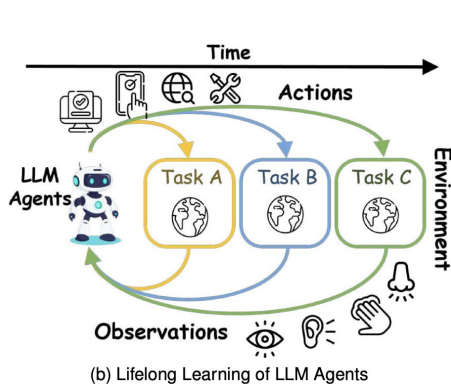 Time
Actions
LLM
Agents
Task A
Task B
Task C
Environment
Observations
(b) Lifelong Learning of LLM Agents